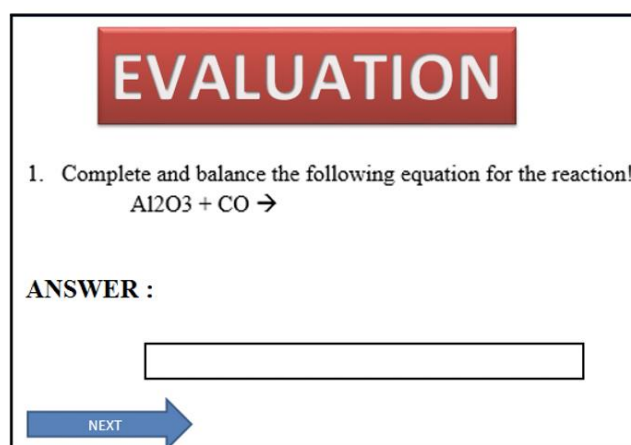 EVALUATION
1. Complete and balance the following equation for the reaction!
Al2O3 + CO →
ANSWER :
NEXT